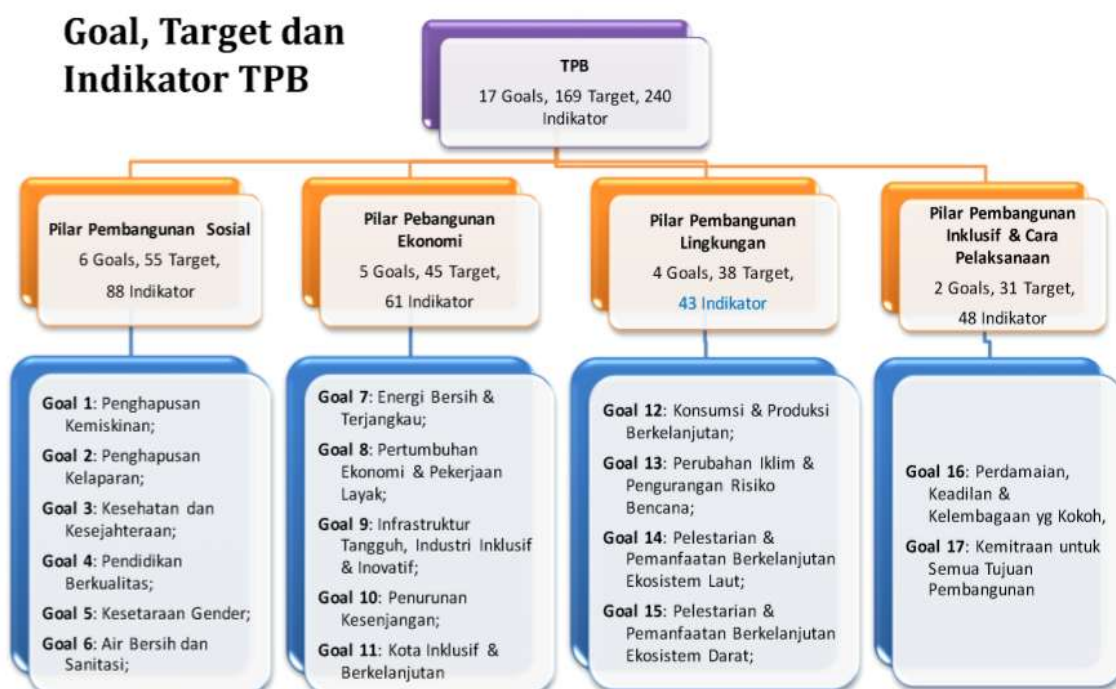 Goal, Target dan
Indikator TPB
TPB
17 Goals, 169 Target, 240
Indikator
Pilar Pembangunan Sosial
6 Goals, 55 Target,
88 Indikator
Pilar Pebangunan
Ekonomi
5 Goals, 45 Target,
61 Indikator
Pilar Pembangunan
Lingkungan
4 Goals, 38 Target,
43 Indikator
Pilar Pembangunan
Inklusif & Cara
Pelaksanaan
2 Goals, 31 Target,
48 Indikator
Goal 1: Penghapusan
Kemiskinan;
Goal 2: Penghapusan
Kelaparan;
Goal 3: Kesehatan dan
Kesejahteraan;
Goal 4: Pendidikan
Berkualitas;
Goal 5: Kesetaraan Gender;
Goal 6: Air Bersih dan
Sanitasi;
Goal 7: Energi Bersih &
Terjangkau;
Goal 8: Pertumbuhan
Ekonomi & Pekerjaan
Layak;
Goal 9: Infrastruktur
Tangguh, Industri Inklusif
& Inovatif;
Goal 10: Penurunan
Kesenjangan;
Goal 11: Kota Inklusif &
Berkelanjutan
Goal 12: Konsumsi & Produksi
Berkelanjutan;
Goal 13: Perubahan Iklim &
Pengurangan Risiko
Bencana;
Goal 14: Pelestarian &
Pemanfaatan Berkelanjutan
Ekosistem Laut;
Goal 15: Pelestarian &
Pemanfaatan Berkelanjutan
Ekosistem Darat;
Goal 16: Perdamaian,
Keadilan &
Kelembagaan yg Kokoh,
Goal 17: Kemitraan untuk
Semua Tujuan
Pembangunan